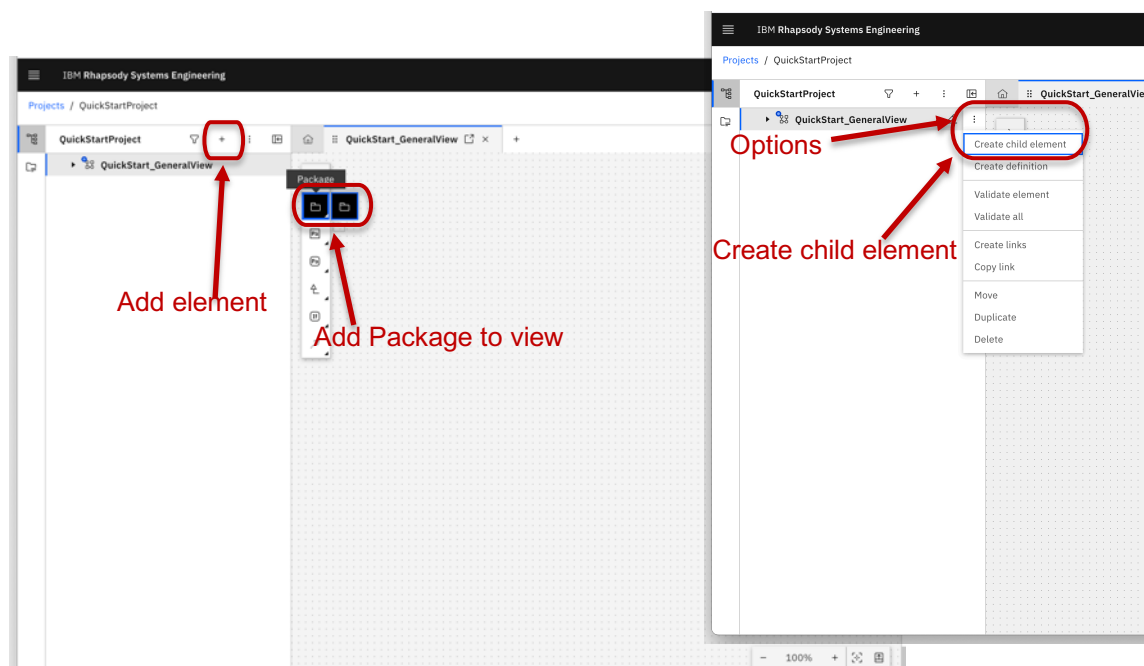 IBM Rhapsody Systems Engineering
Projects / QuickStartProject
QuickStartProject
QuickStart_GeneralView
+
QuickStart_GeneralView
Package
Pa
Add element
Add Package to view
- 100% +
IBM Rhapsody Systems Engineering
Projects / QuickStartProject
QuickStartProject
QuickStart_GeneralVie
QuickStart_GeneralView
Options
Create child element
Create definition
Validate element
Validate all
Create child element
Create links
Copy link
Move
Duplicate
Delete